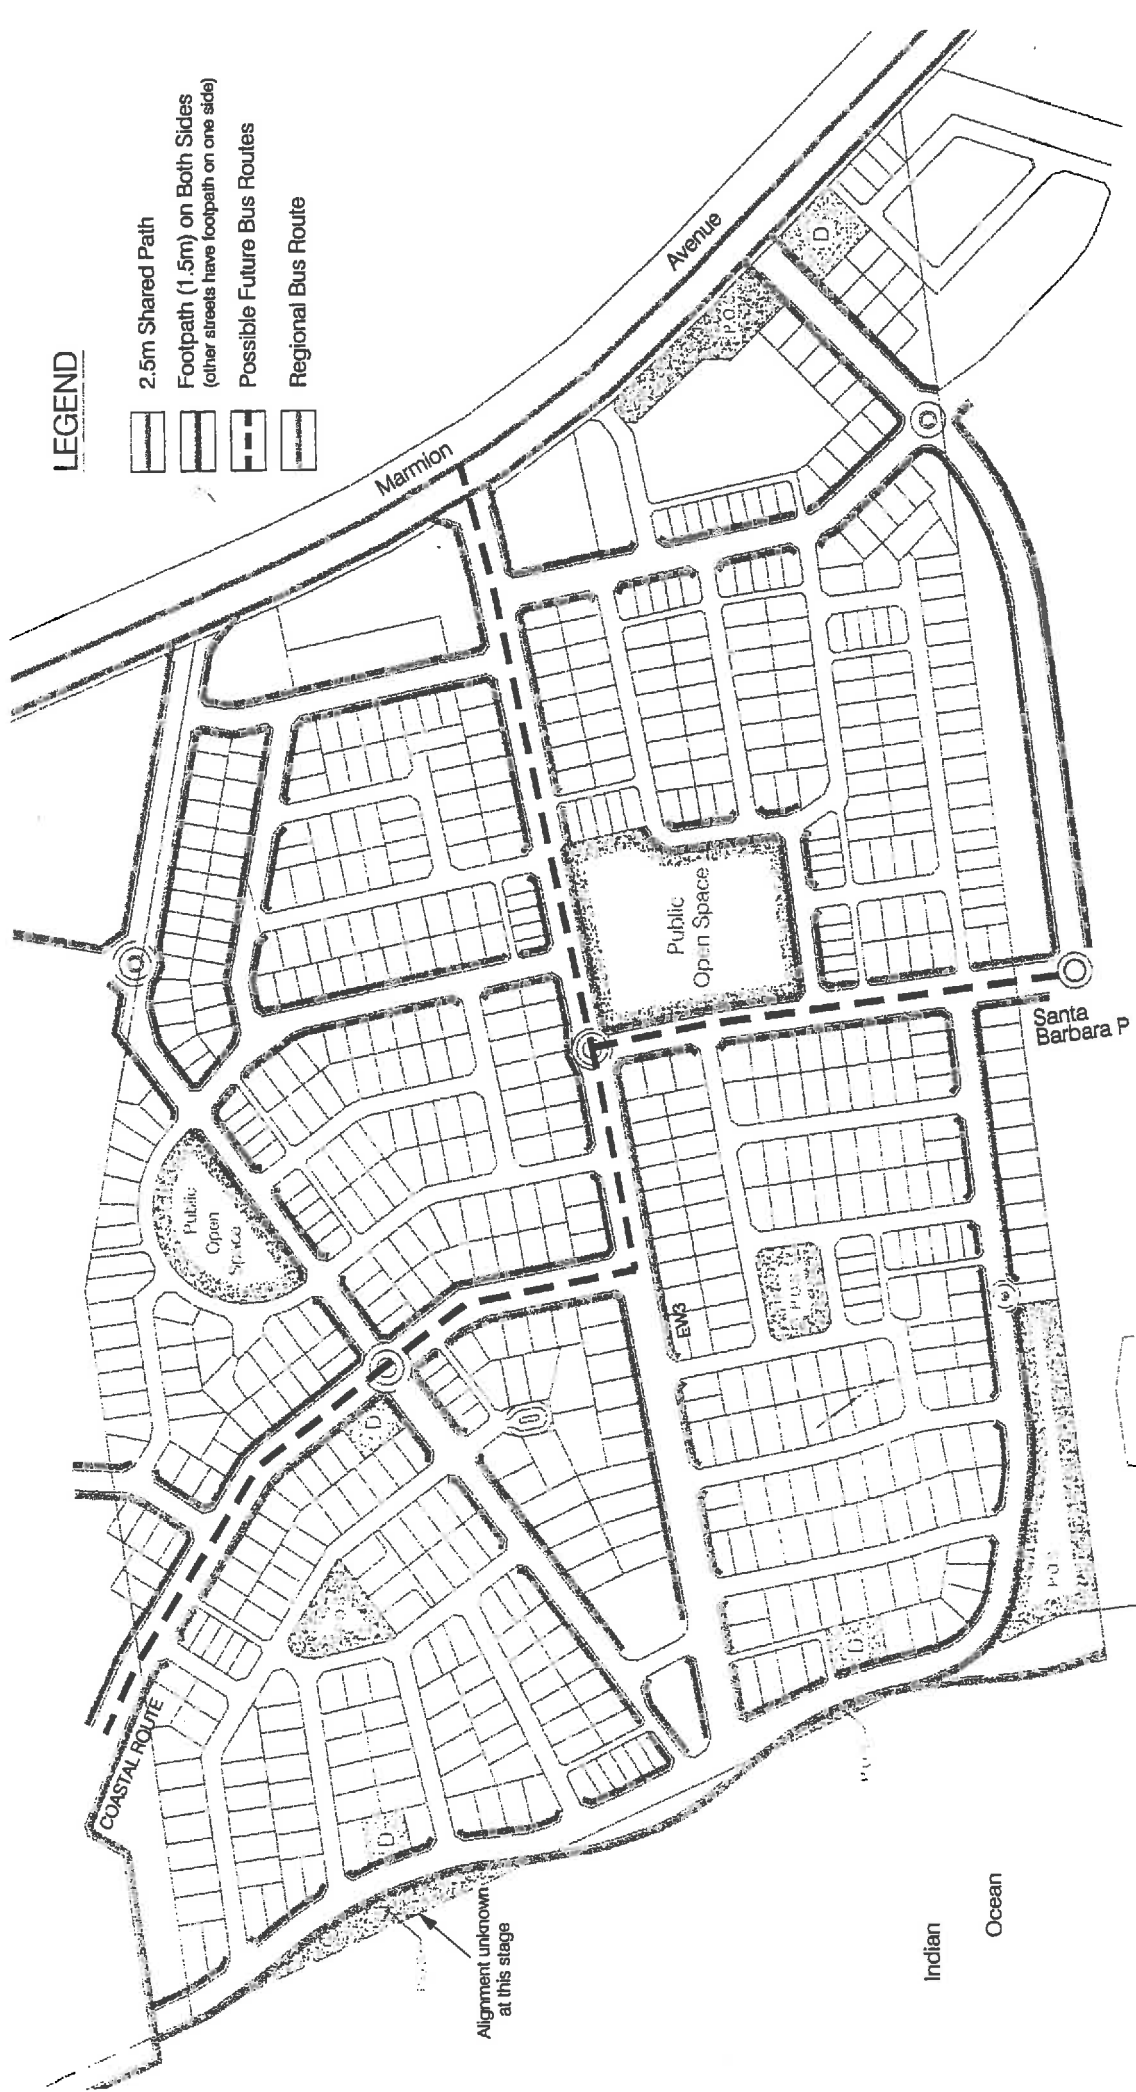 LEGEND
2.5m Shared Path
Footpath (1.5m) on Both Sides
(other streets have footpath on one side)
Possible Future Bus Routes
Regional Bus Route
Marmion
Avenue
D
P.O.
Public
Open Space
Santa
Barbara P
Public
Open
Space
EW3
D
D
D
COASTAL ROUTE
Alignment unknown
at this stage
Indian
Ocean